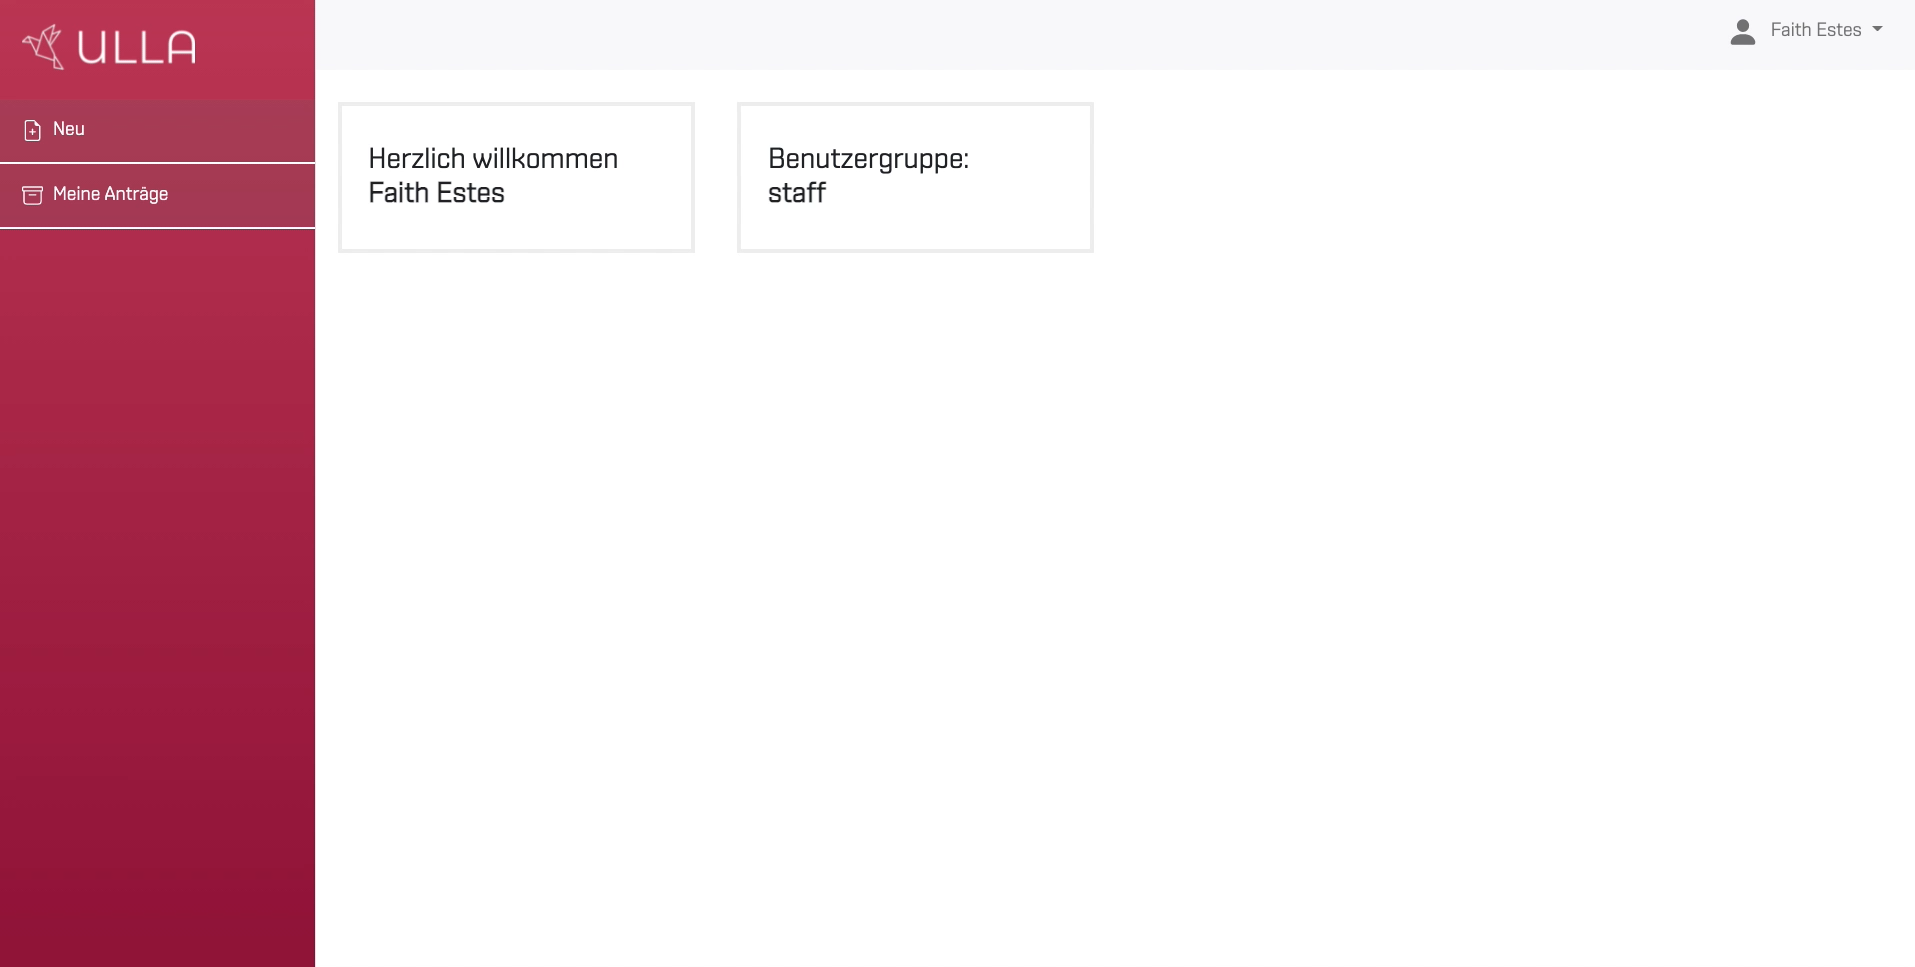 ULLA
Faith Estes
Neu
Meine Anträge
Herzlich willkommen
Faith Estes
Benutzergruppe:
staff